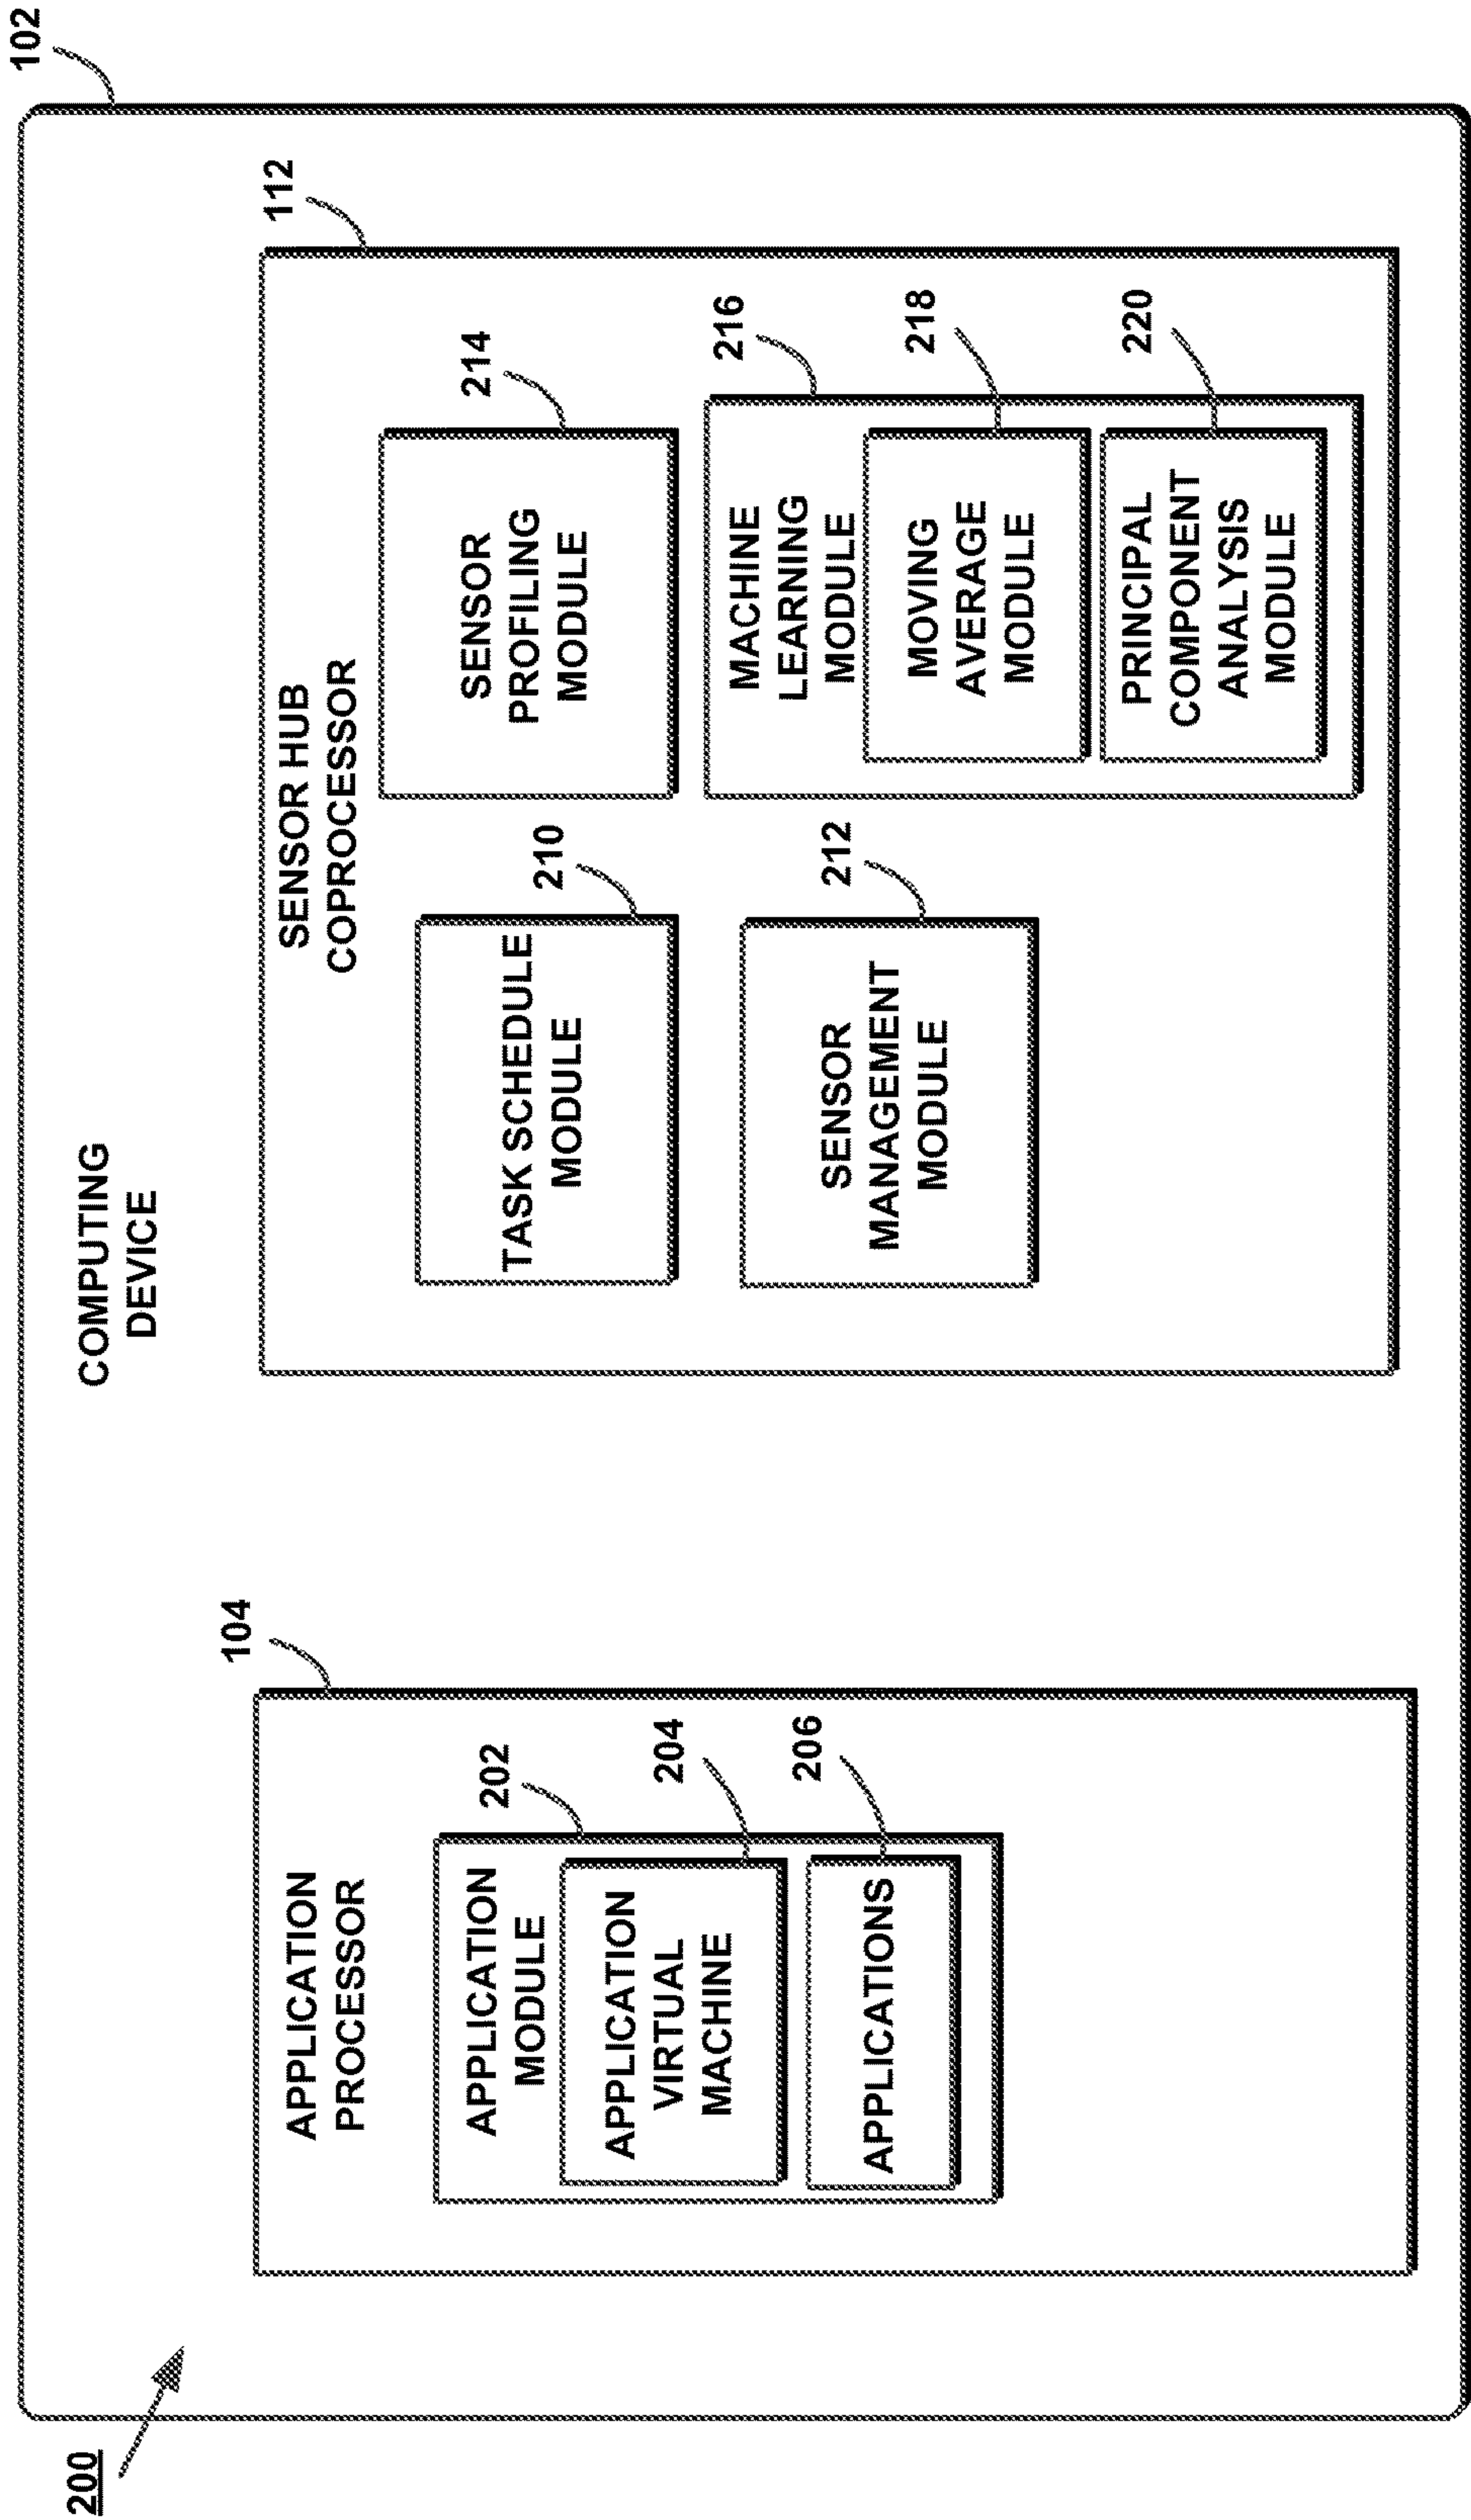 200
102
COMPUTING
DEVICE
104
APPLICATION
PROCESSOR
202
APPLICATION
MODULE
204
APPLICATION
VIRTUAL
MACHINE
206
APPLICATIONS
112
SENSOR HUB
COPROCESSOR
210
TASK SCHEDULE
MODULE
212
SENSOR
MANAGEMENT
MODULE
214
SENSOR
PROFILING
MODULE
216
MACHINE
LEARNING
MODULE
218
MOVING
AVERAGE
MODULE
220
PRINCIPAL
COMPONENT
ANALYSIS
MODULE